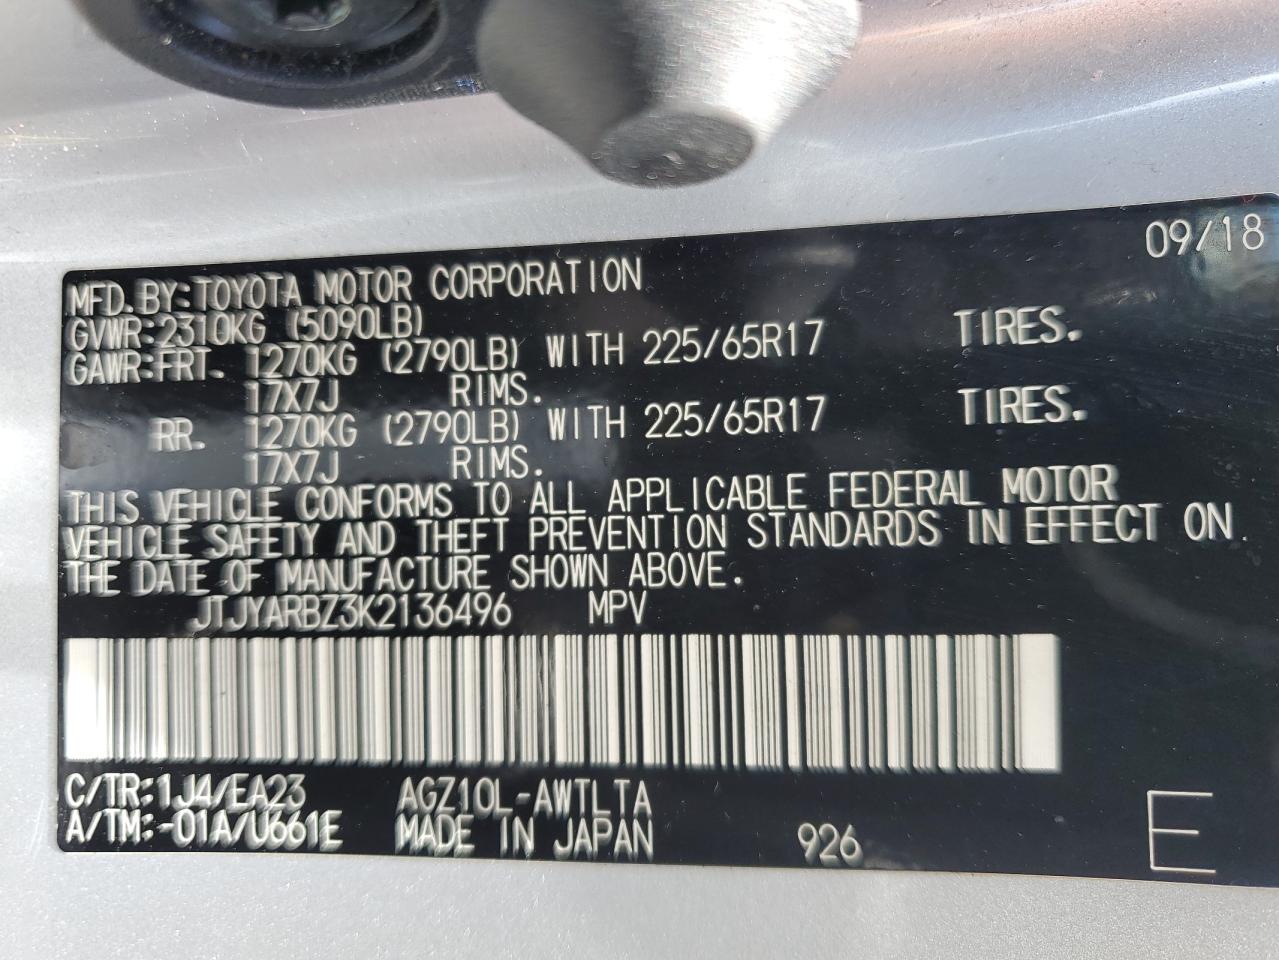 09/18
MFD.BY:TOYOTA MOTOR CORPORATION
GVWR:2310KG (5090LB)
GAWR:FRT. 1270KG (2790LB) WITH 225/65R17 TIRES.
17X7J RIMS.
RR. 1270KG (2790LB) WITH 225/65R17 TIRES.
17X7J RIMS.
THIS VEHICLE CONFORMS TO ALL APPLICABLE FEDERAL MOTOR
VEHICLE SAFETY AND THEFT PREVENTION STANDARDS IN EFFECT ON
THE DATE OF MANUFACTURE SHOWN ABOVE.
JTJYARBZ3K2136496 MPV
C/TR:1J4/EA23 AGZ10L-AWTLTA
A/TM:-01A/U661E MADE IN JAPAN 926
E